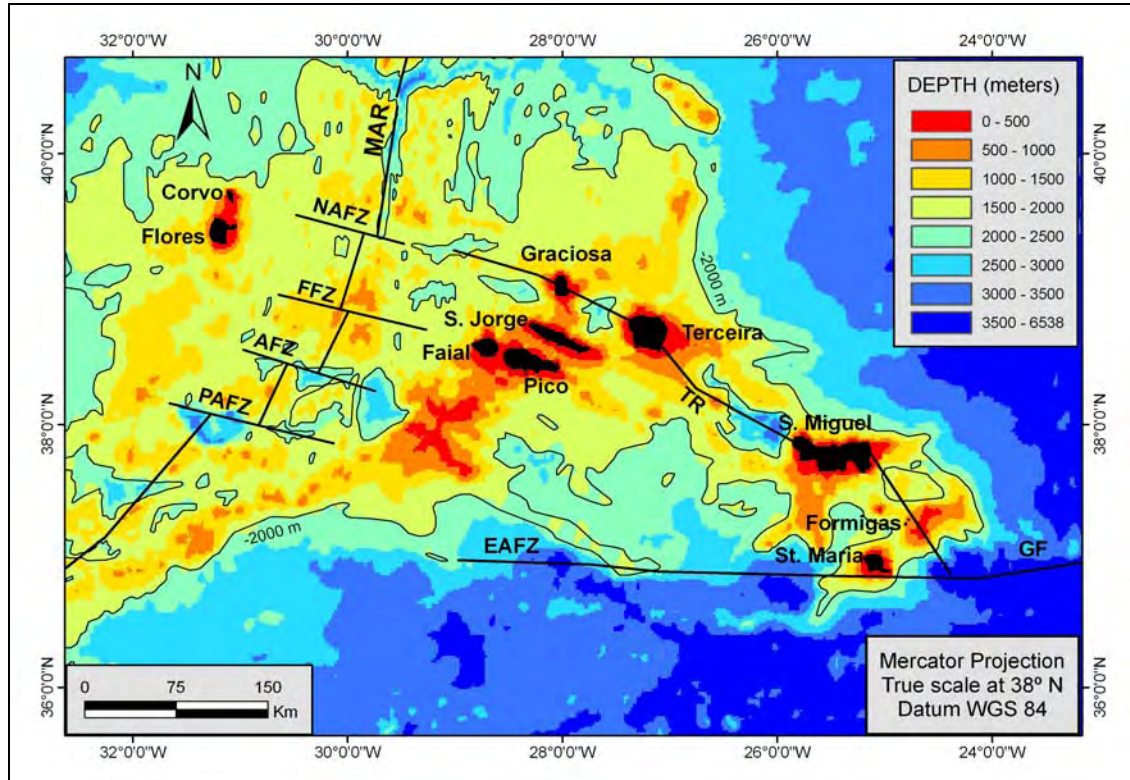 32°0'0"W 30°0'0"W 28°0'0"W 26°0'0"W 24°0'0"W
40°0'0"N
38°0'0"N
36°0'0"N
N
MAR
DEPTH (meters)
0 - 500
500 - 1000
1000 - 1500
1500 - 2000
2000 - 2500
2500 - 3000
3000 - 3500
3500 - 6538
40°0'0"N
38°0'0"N
36°0'0"N
Corvo
Flores
NAFZ
Graciosa
-2000 m
FFZ
S. Jorge
Terceira
Faial
AFZ
Pico
PAFZ
TR
S. Miguel
-2000 m
Formigas
EAFZ
St. Maria
GF
0 75 150
Km
Mercator Projection
True scale at 38º N
Datum WGS 84
32°0'0"W 30°0'0"W 28°0'0"W 26°0'0"W 24°0'0"W